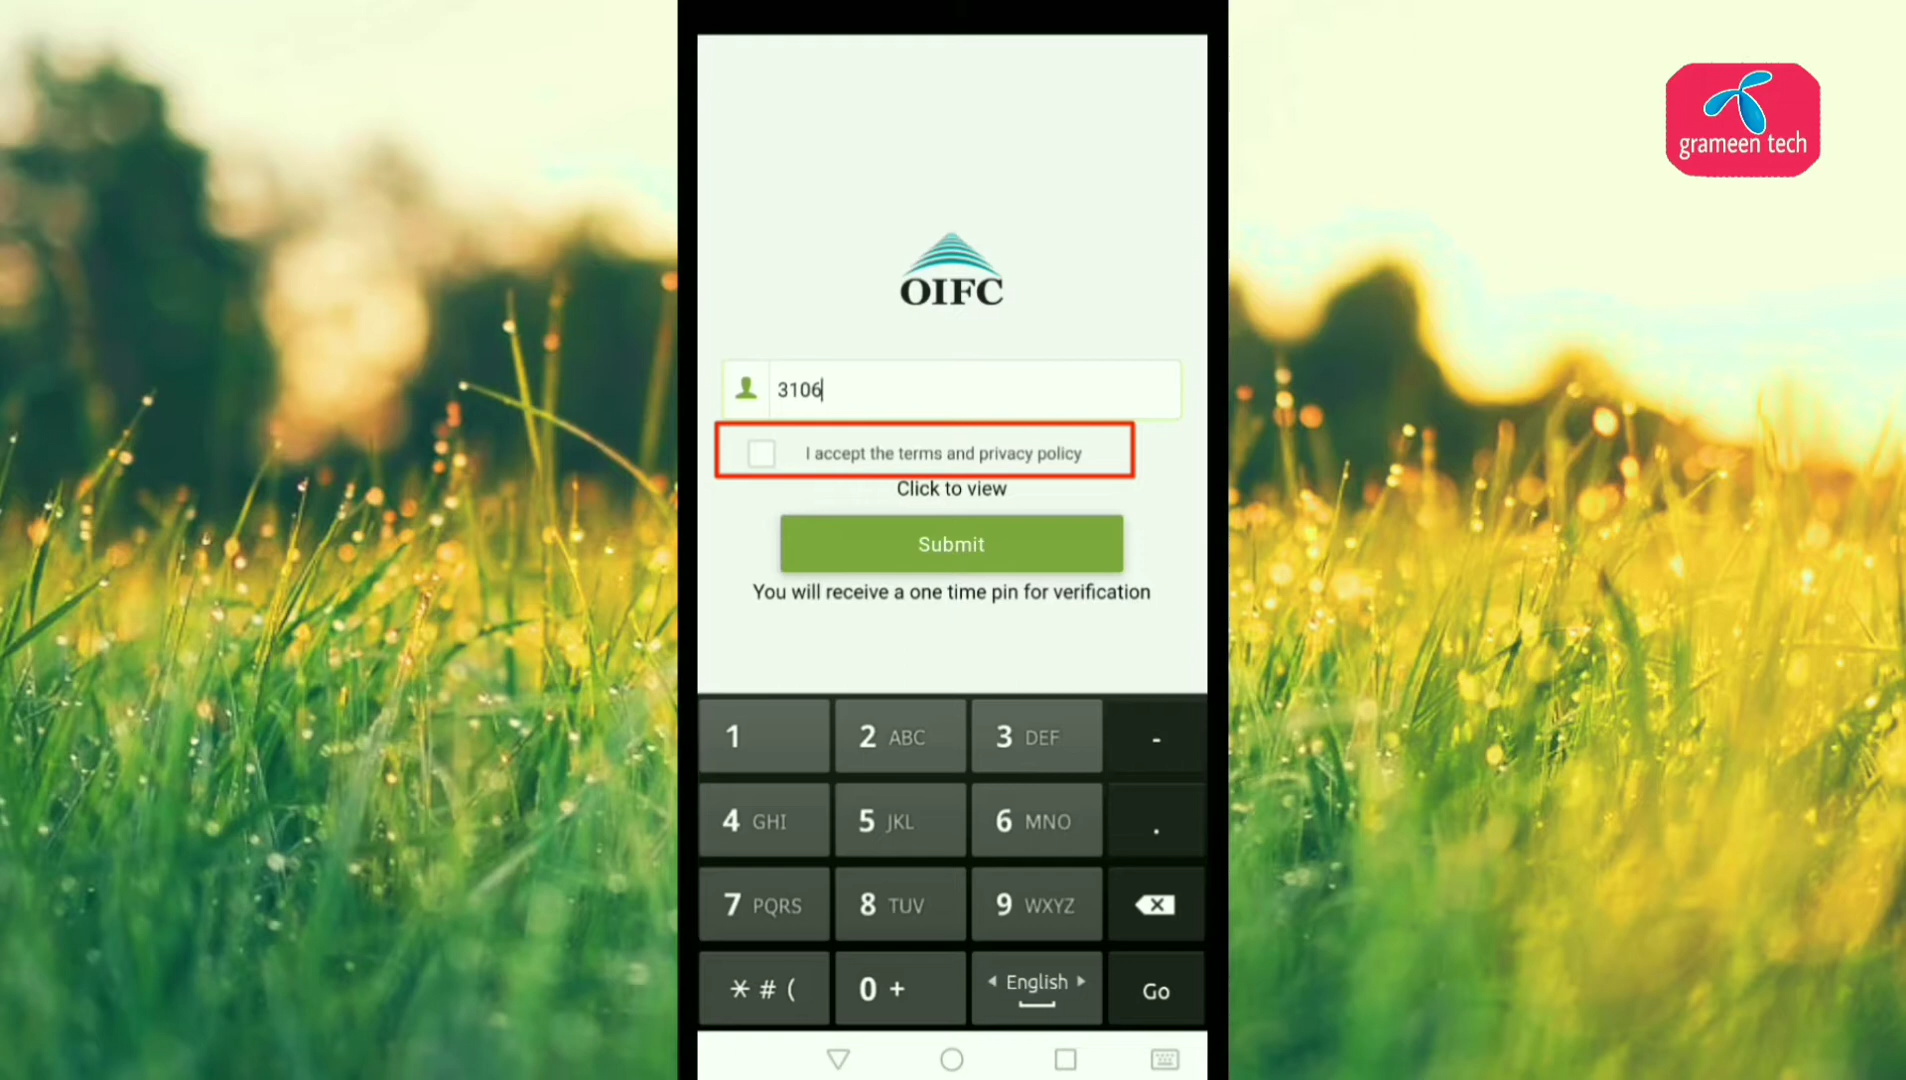 grameen tech
OIFC
3106
I accept the terms and privacy policy
Click to view
Submit
You will receive a one time pin for verification
1
2 ABC
3 DEF
-
4 GHI
5 JKL
6 MNO
.
7 PQRS
8 TUV
9 WXYZ
* # (
0 +
English
Go